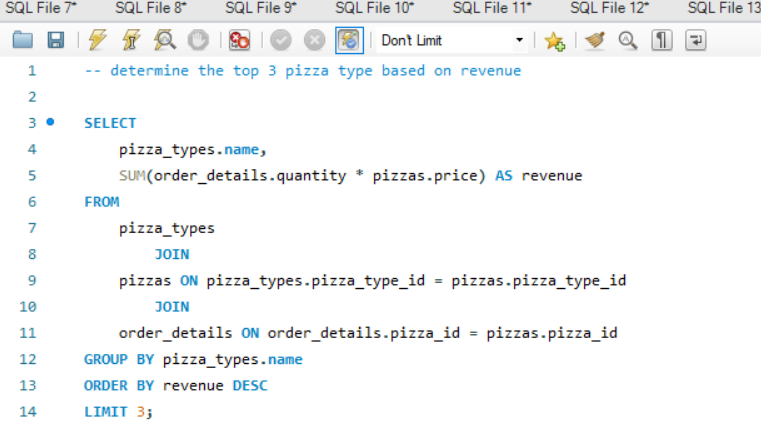 SQL File 7* SQL File 8* SQL File 9* SQL File 10* SQL File 11* SQL File 12* SQL File 13
Don't Limit
1 -- determine the top 3 pizza type based on revenue
2
3 SELECT
4 pizza_types.name,
5 SUM(order_details.quantity * pizzas.price) AS revenue
6 FROM
7 pizza_types
8 JOIN
9 pizzas ON pizza_types.pizza_type_id = pizzas.pizza_type_id
10 JOIN
11 order_details ON order_details.pizza_id = pizzas.pizza_id
12 GROUP BY pizza_types.name
13 ORDER BY revenue DESC
14 LIMIT 3;